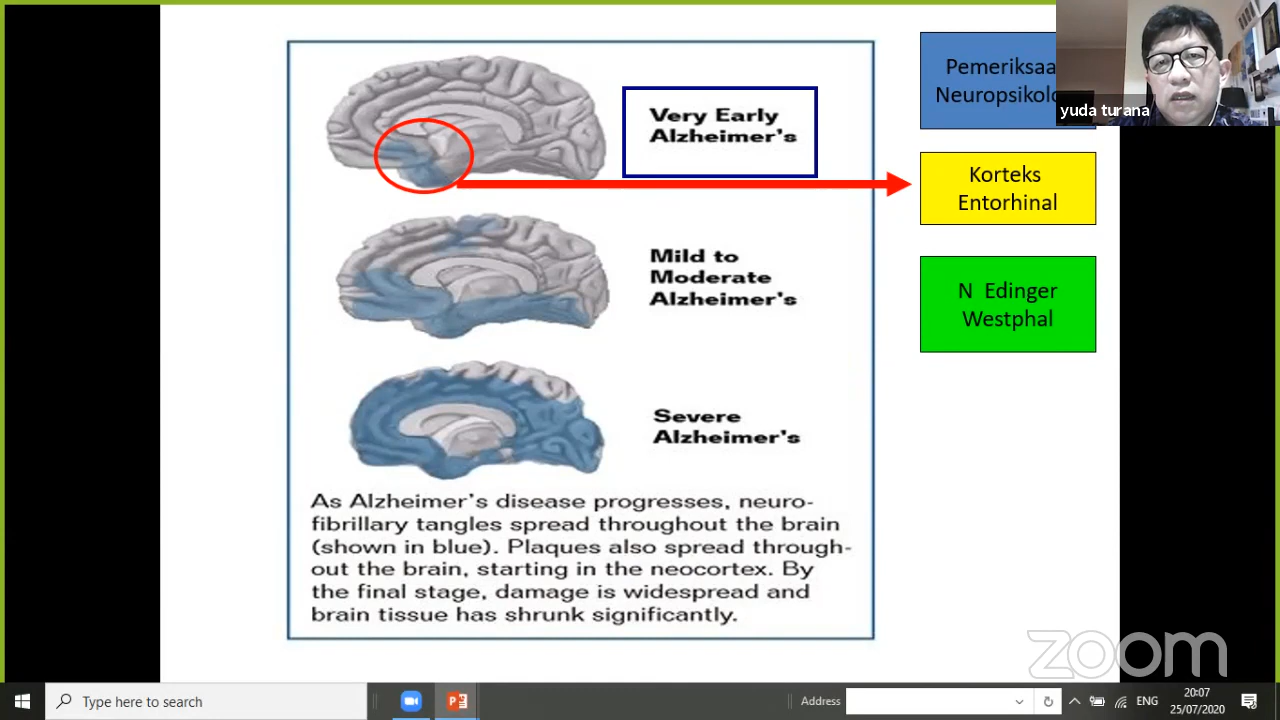 Very Early
Alzheimer's
Mild to
Moderate
Alzheimer's
Severe
Alzheimer's
As Alzheimer's disease progresses, neuro-
fibrillary tangles spread throughout the brain
(shown in blue). Plaques also spread through-
out the brain, starting in the neocortex. By
the final stage, damage is widespread and
brain tissue has shrunk significantly.
Pemeriksaa
Neuropsikolo
yuda turana
Korteks
Entorhinal
N Edinger
Westphal
zoom
Type here to search
Address
ENG
20:07
25/07/2020